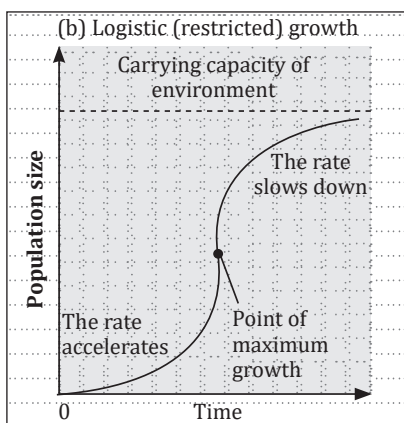 (b) Logistic (restricted) growth
Carrying capacity of
environment
The rate
slows down
Population size
The rate
accelerates
Point of
maximum
growth
0
Time